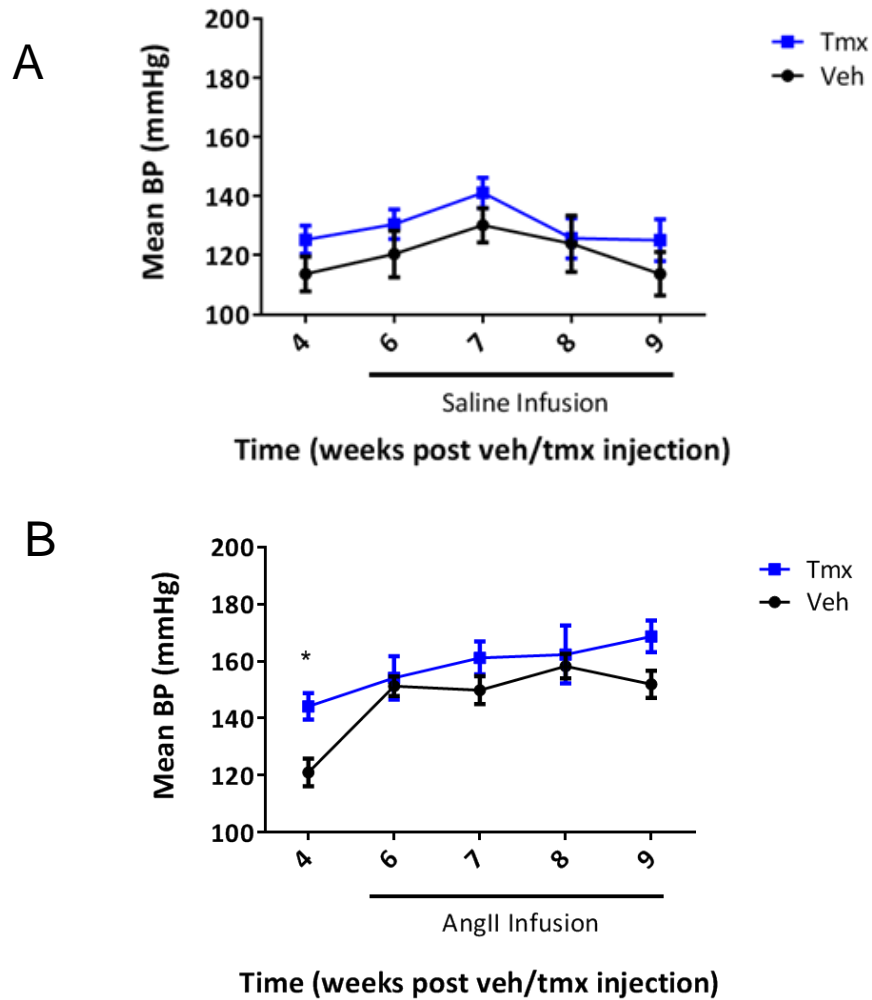 A
Mean BP (mmHg)
200
180
160
140
120
100
Tmx
Veh
4 6 7 8 9
Saline Infusion
Time (weeks post veh/tmx injection)
B
Mean BP (mmHg)
200
180
160
140
120
100
*
Tmx
Veh
4 6 7 8 9
AngII Infusion
Time (weeks post veh/tmx injection)